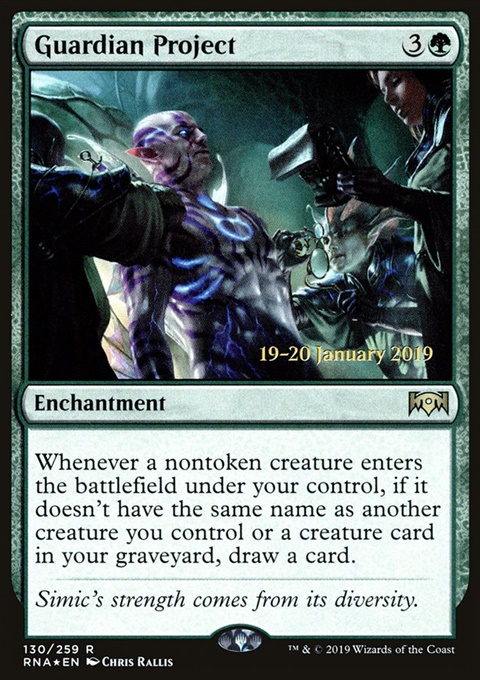 Guardian Project 3
19–20 January 2019
Enchantment
Whenever a nontoken creature enters
the battlefield under your control, if it
doesn't have the same name as another
creature you control or a creature card
in your graveyard, draw a card.
Simic's strength comes from its diversity.
130/259 R
RNA★EN Chris Rallis
™ & © 2019 Wizards of the Coast